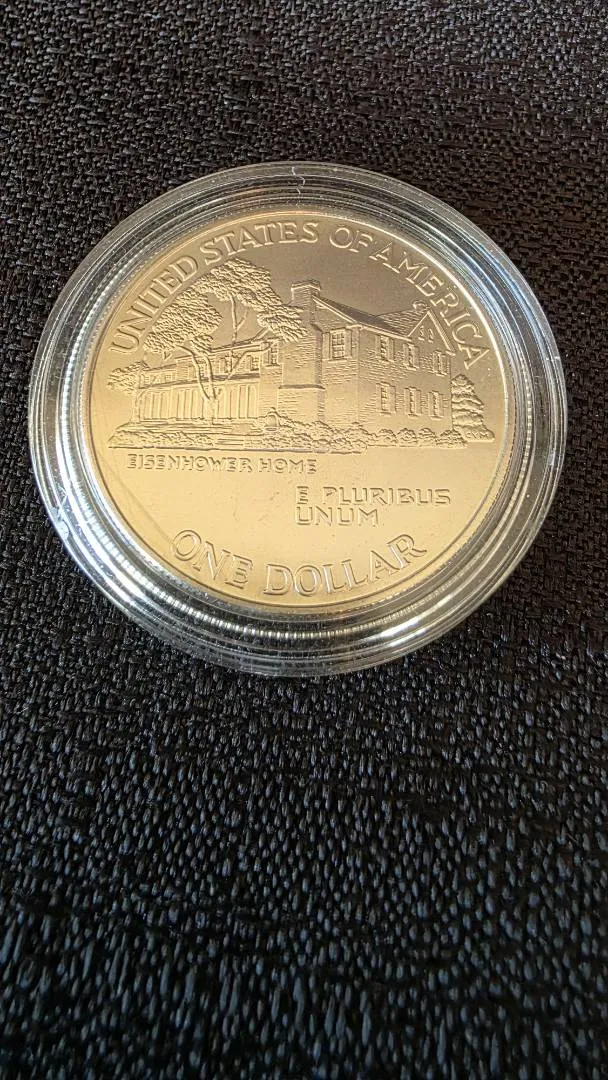 UNITED STATES OF AMERICA
EISENHOWER HOME
E PLURIBUS
UNUM
ONE DOLLAR